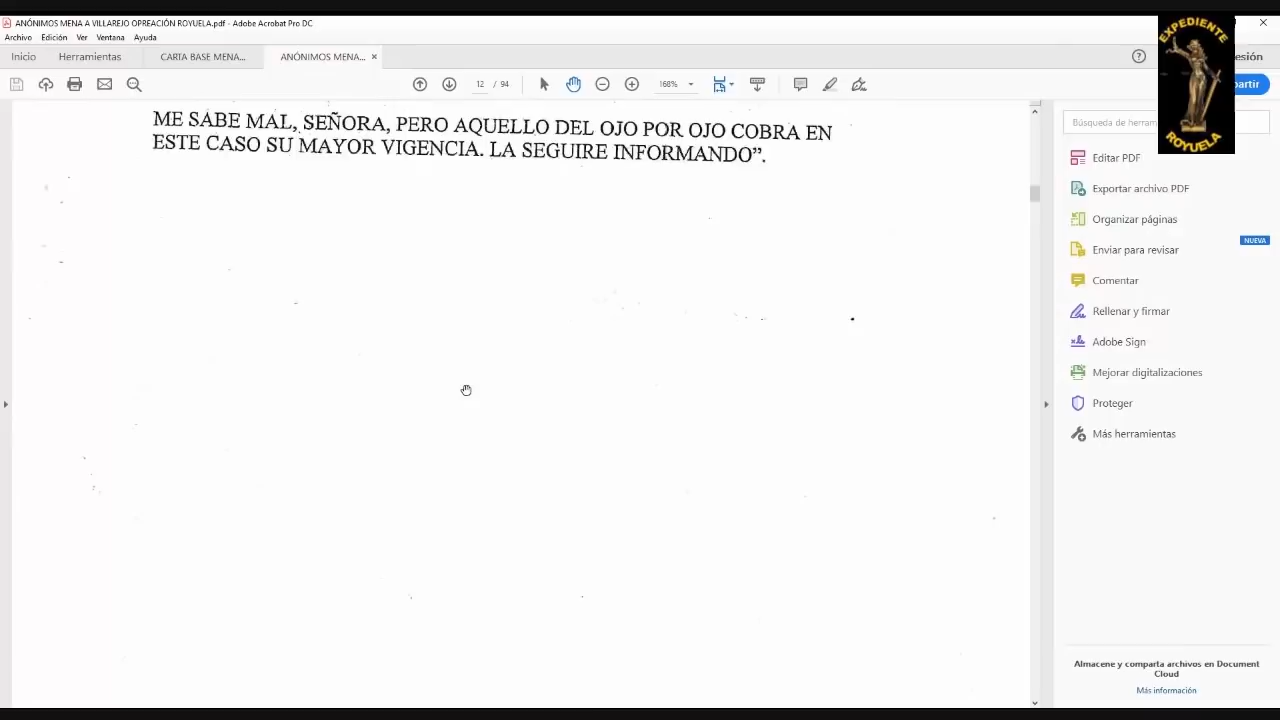 ANÓNIMOS MENA A VILLAREJO OPREACIÓN ROYUELA.pdf - Adobe Acrobat Pro DC
Archivo Edición Ver Ventana Ayuda
Inicio Herramientas CARTA BASE MENA... ANÓNIMOS MENA... × esión
12 / 94 168% partir
EXPEDIENTE
ROYUELA
ME SABE MAL, SEÑORA, PERO AQUELLO DEL OJO POR OJO COBRA EN
ESTE CASO SU MAYOR VIGENCIA. LA SEGUIRE INFORMANDO”.
Búsqueda de herram
Editar PDF
Exportar archivo PDF
Organizar páginas
NUEVA
Enviar para revisar
Comentar
Rellenar y firmar
Adobe Sign
Mejorar digitalizaciones
Proteger
Más herramientas
Almacene y comparta archivos en Document
Cloud
Más información